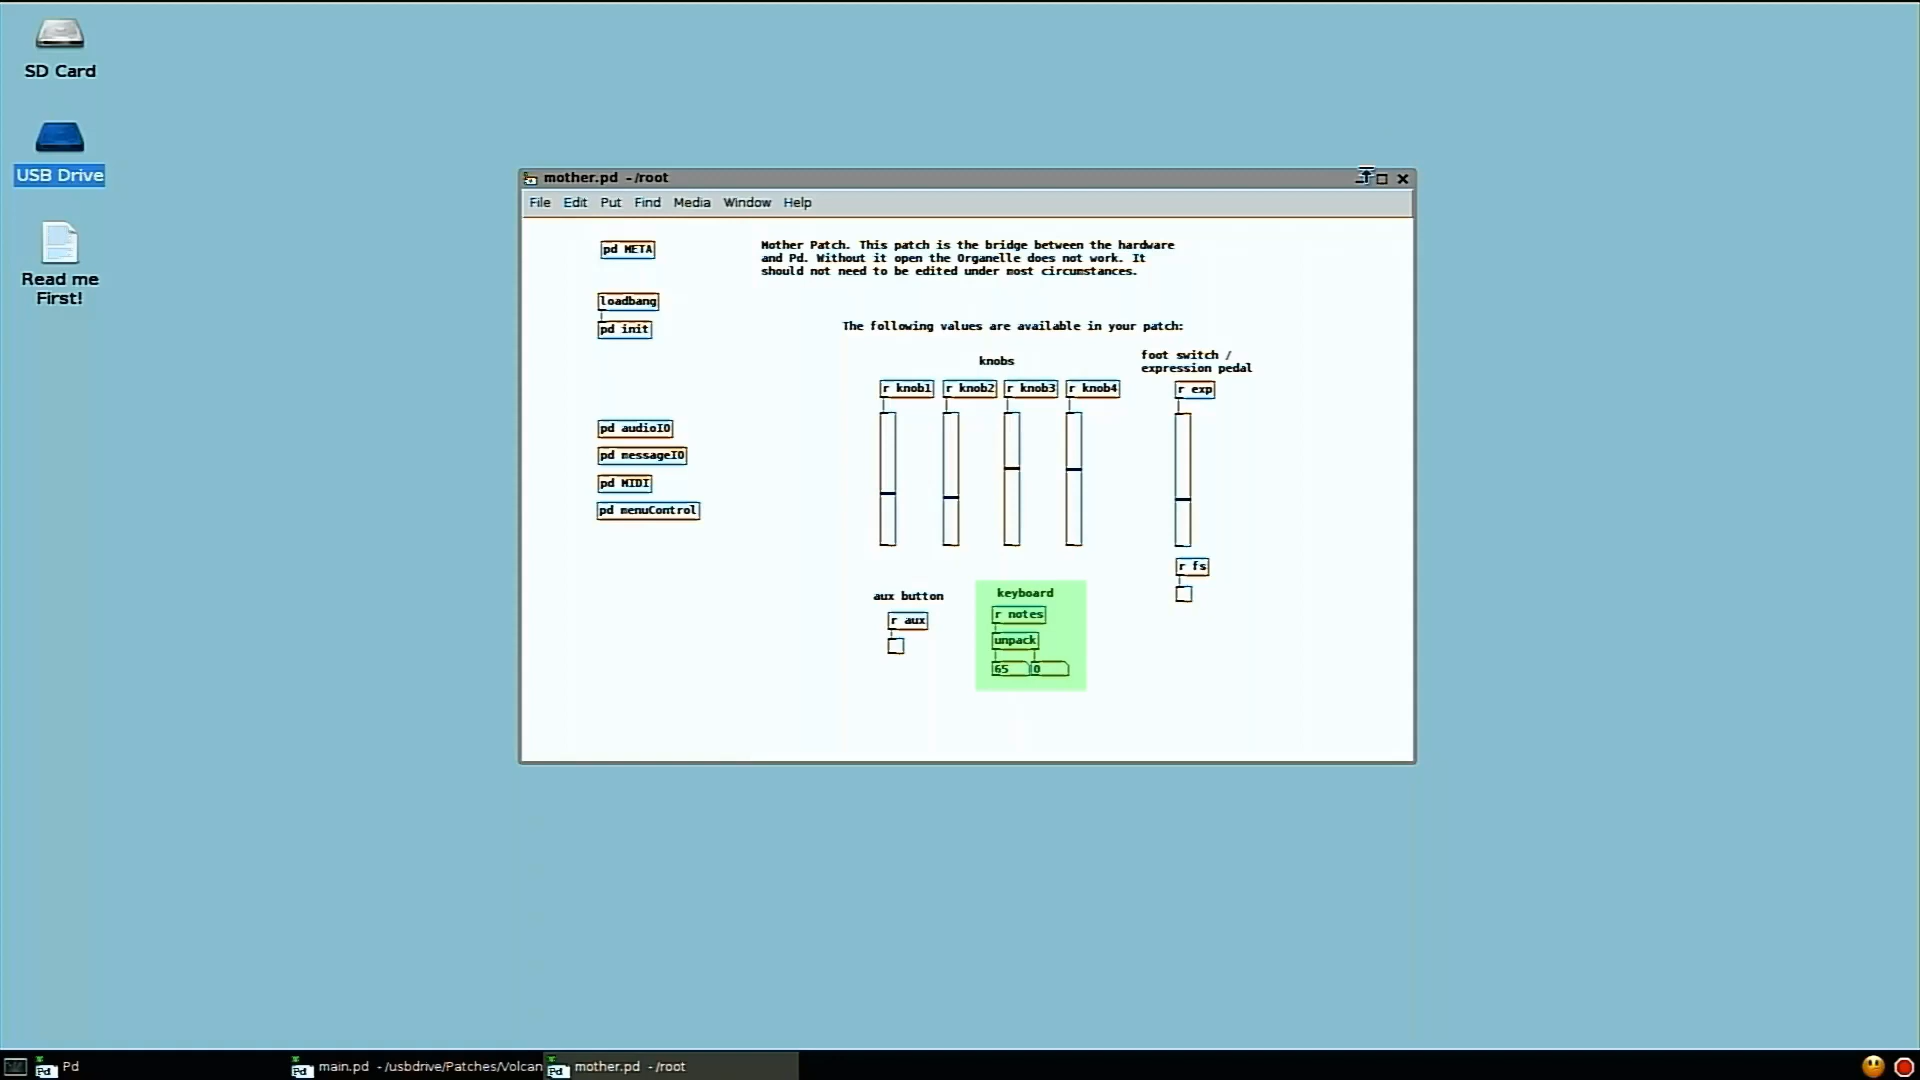 SD Card
USB Drive
Read me
First!
mother.pd - /root
File Edit Put Find Media Window Help
pd META
Mother Patch. This patch is the bridge between the hardware
and Pd. Without it open the Organelle does not work. It
should not need to be edited under most circumstances.
loadbang
pd init
The following values are available in your patch:
knobs
foot switch /
expression pedal
r knob1 r knob2 r knob3 r knob4 r exp
pd audioIO
pd messageIO
pd MIDI
pd menuControl
r fs
aux button
r aux
keyboard
r notes
unpack
65 0
Pd
main.pd - /usbdrive/Patches/Volcan
mother.pd - /root